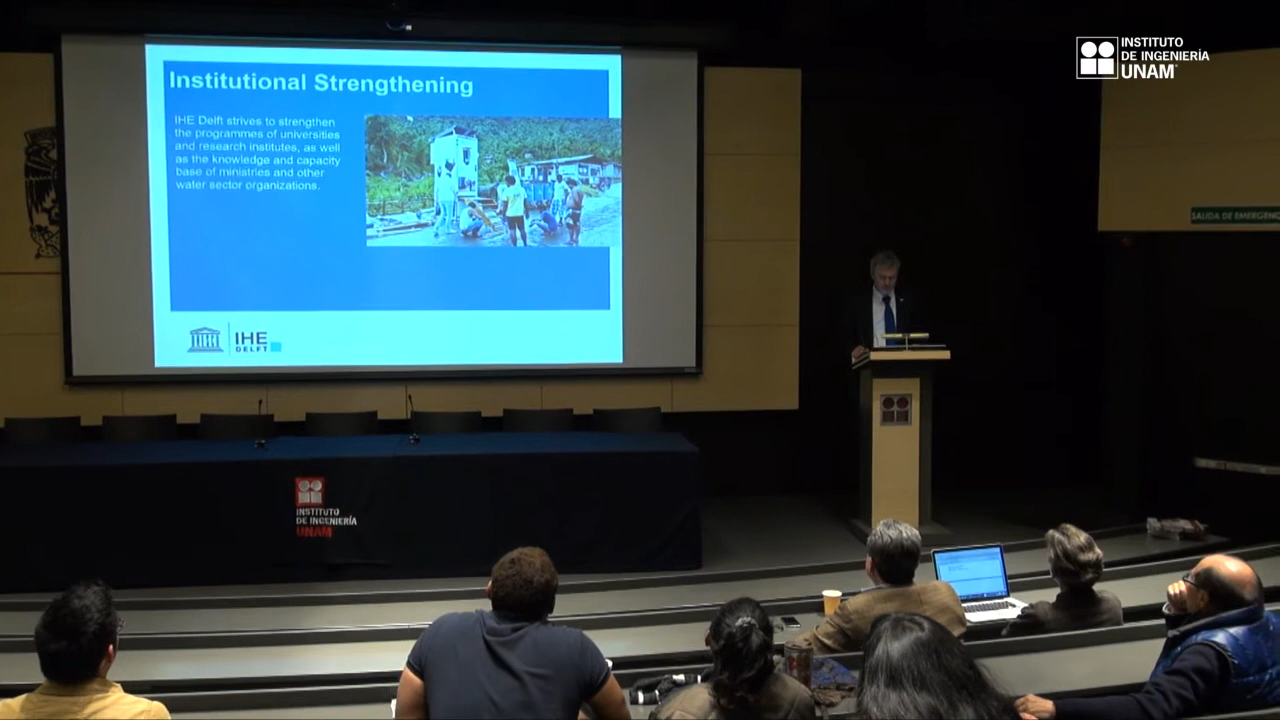 INSTITUTO
DE INGENIERÍA
UNAM
Institutional Strengthening
IHE Delft strives to strengthen
the programmes of universities
and research institutes, as well
as the knowledge and capacity
base of ministries and other
water sector organizations.
IHE
DELFT
SALIDA DE EMERGENC
INSTITUTO
DE INGENIERÍA
UNAM